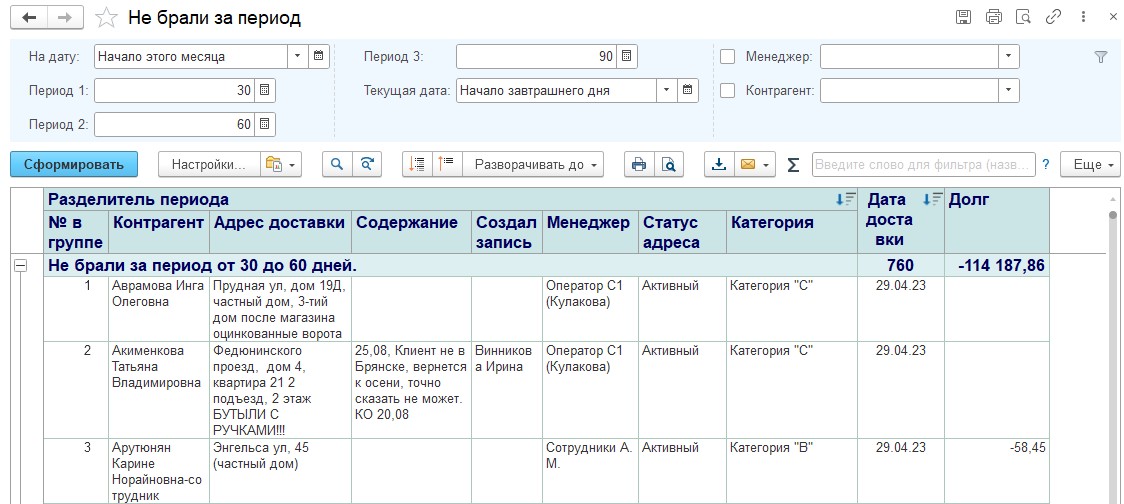 Не брали за период
На дату: Начало этого месяца
Период 3: 90
Менеджер:
Период 1: 30
Текущая дата: Начало завтрашнего дня
Контрагент:
Период 2: 60
Сформировать Настройки... Разворачивать до Σ Введите слово для фильтра (назв... ? Еще
Разделитель периода
Дата доста вки
Долг
№ в группе
Контрагент
Адрес доставки
Содержание
Создал запись
Менеджер
Статус адреса
Категория
Не брали за период от 30 до 60 дней. 760 -114 187,86
1
Аврамова Инга
Олеговна
Прудная ул, дом 19Д,
частный дом, 3-тий
дом после магазина
оцинкованные ворота
Оператор С1
(Кулакова)
Активный
Категория "С"
29.04.23
2
Акименкова
Татьяна
Владимировна
Федюнинского
проезд, дом 4,
квартира 21 2
подъезд, 2 этаж
БУТЫЛИ С
РУЧКАМИ!!!
25,08, Клиент не в
Брянске, вернется
к осени, точно
сказать не может.
КО 20,08
Винников
а Ирина
Оператор С1
(Кулакова)
Активный
Категория "С"
29.04.23
3
Арутюнян
Карине
Норайновна-со
трудник
Энгельса ул, 45
(частный дом)
Сотрудники А.
М.
Активный
Категория "В"
29.04.23
-58,45